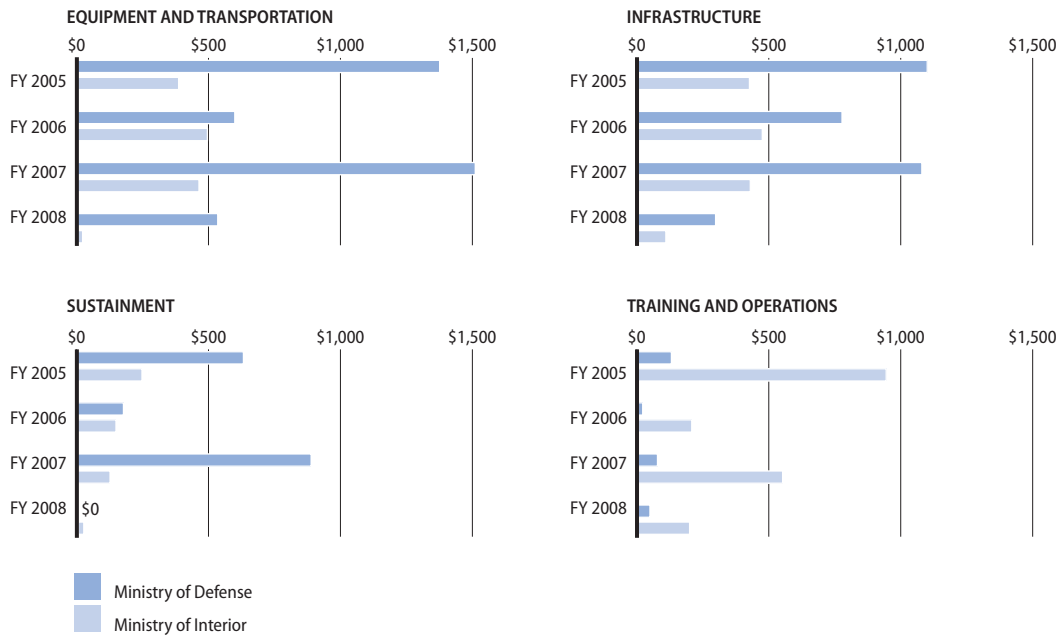 EQUIPMENT AND TRANSPORTATION
$0 $500 $1,000 $1,500
FY 2005
FY 2006
FY 2007
FY 2008
INFRASTRUCTURE
$0 $500 $1,000 $1,500
FY 2005
FY 2006
FY 2007
FY 2008
SUSTAINMENT
$0 $500 $1,000 $1,500
FY 2005
FY 2006
FY 2007
FY 2008 $0
TRAINING AND OPERATIONS
$0 $500 $1,000 $1,500
FY 2005
FY 2006
FY 2007
FY 2008
Ministry of Defense
Ministry of Interior